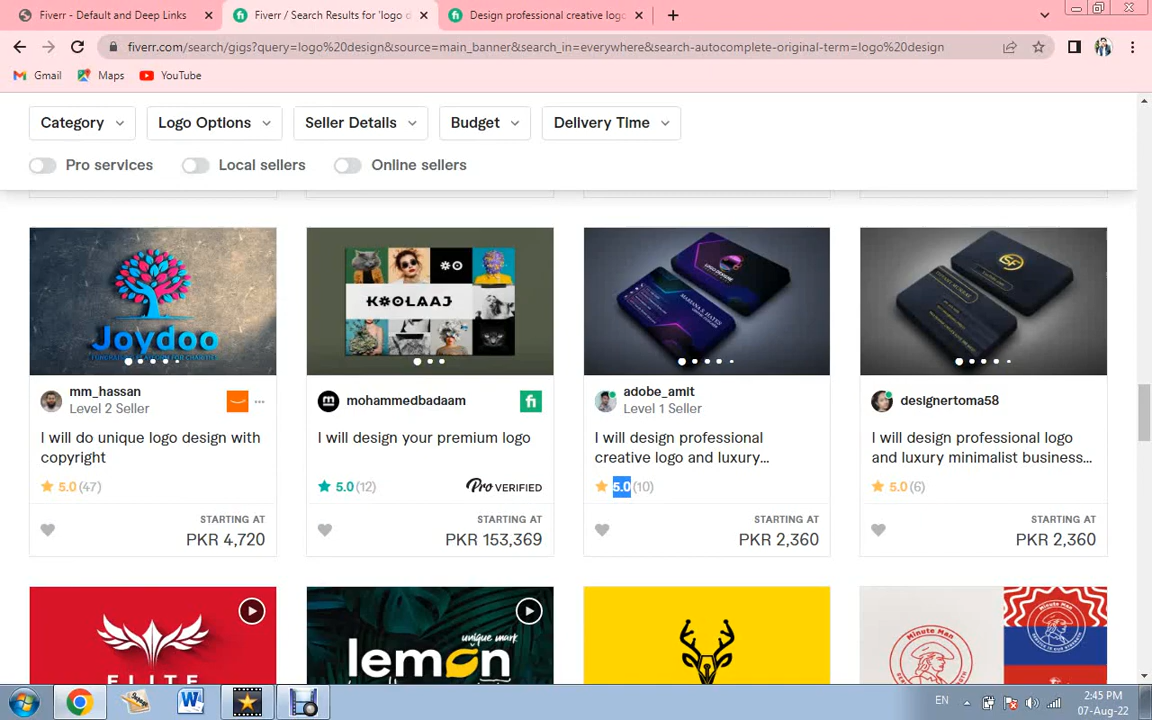 Fiverr - Default and Deep Links
Fiverr / Search Results for 'logo d
Design professional creative logo
fiverr.com/search/gigs?query=logo%20design&source=main_banner&search_in=everywhere&search-autocomplete-original-term=logo%20design
Gmail Maps YouTube
Category Logo Options Seller Details Budget Delivery Time
Pro services Local sellers Online sellers
Joydoo
KOOLAAJ
SF
mm_hassan
Level 2 Seller
I will do unique logo design with
copyright
5.0 (47)
STARTING AT
PKR 4,720
mohammedbadaam
fi
I will design your premium logo
5.0 (12)
Pro VERIFIED
STARTING AT
PKR 153,369
adobe_amit
Level 1 Seller
I will design professional
creative logo and luxury...
5.0 (10)
STARTING AT
PKR 2,360
designertoma58
I will design professional logo
and luxury minimalist business...
5.0 (6)
STARTING AT
PKR 2,360
ELITE
unique mark
lemon
Minute Man
EN
2:45 PM
07-Aug-22